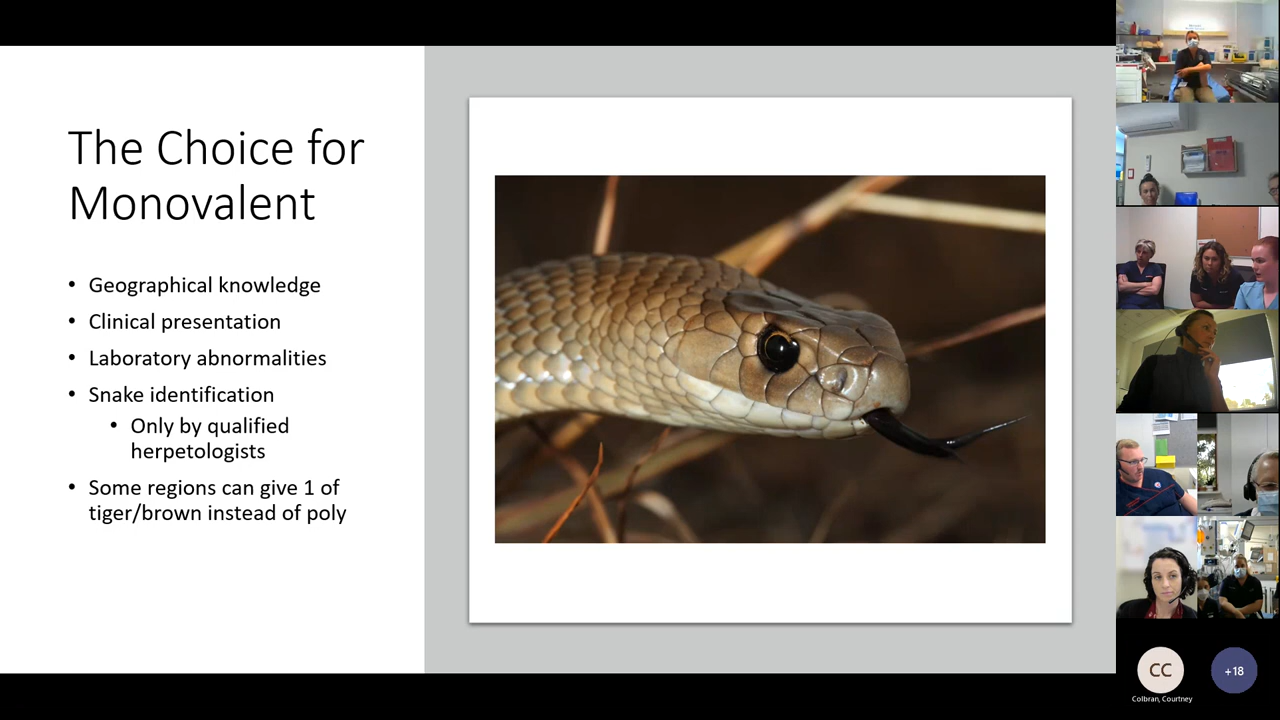 The Choice for
Monovalent
• Geographical knowledge
• Clinical presentation
• Laboratory abnormalities
• Snake identification
• Only by qualified
herpetologists
• Some regions can give 1 of
tiger/brown instead of poly
CC
+18
Colbran, Courtney